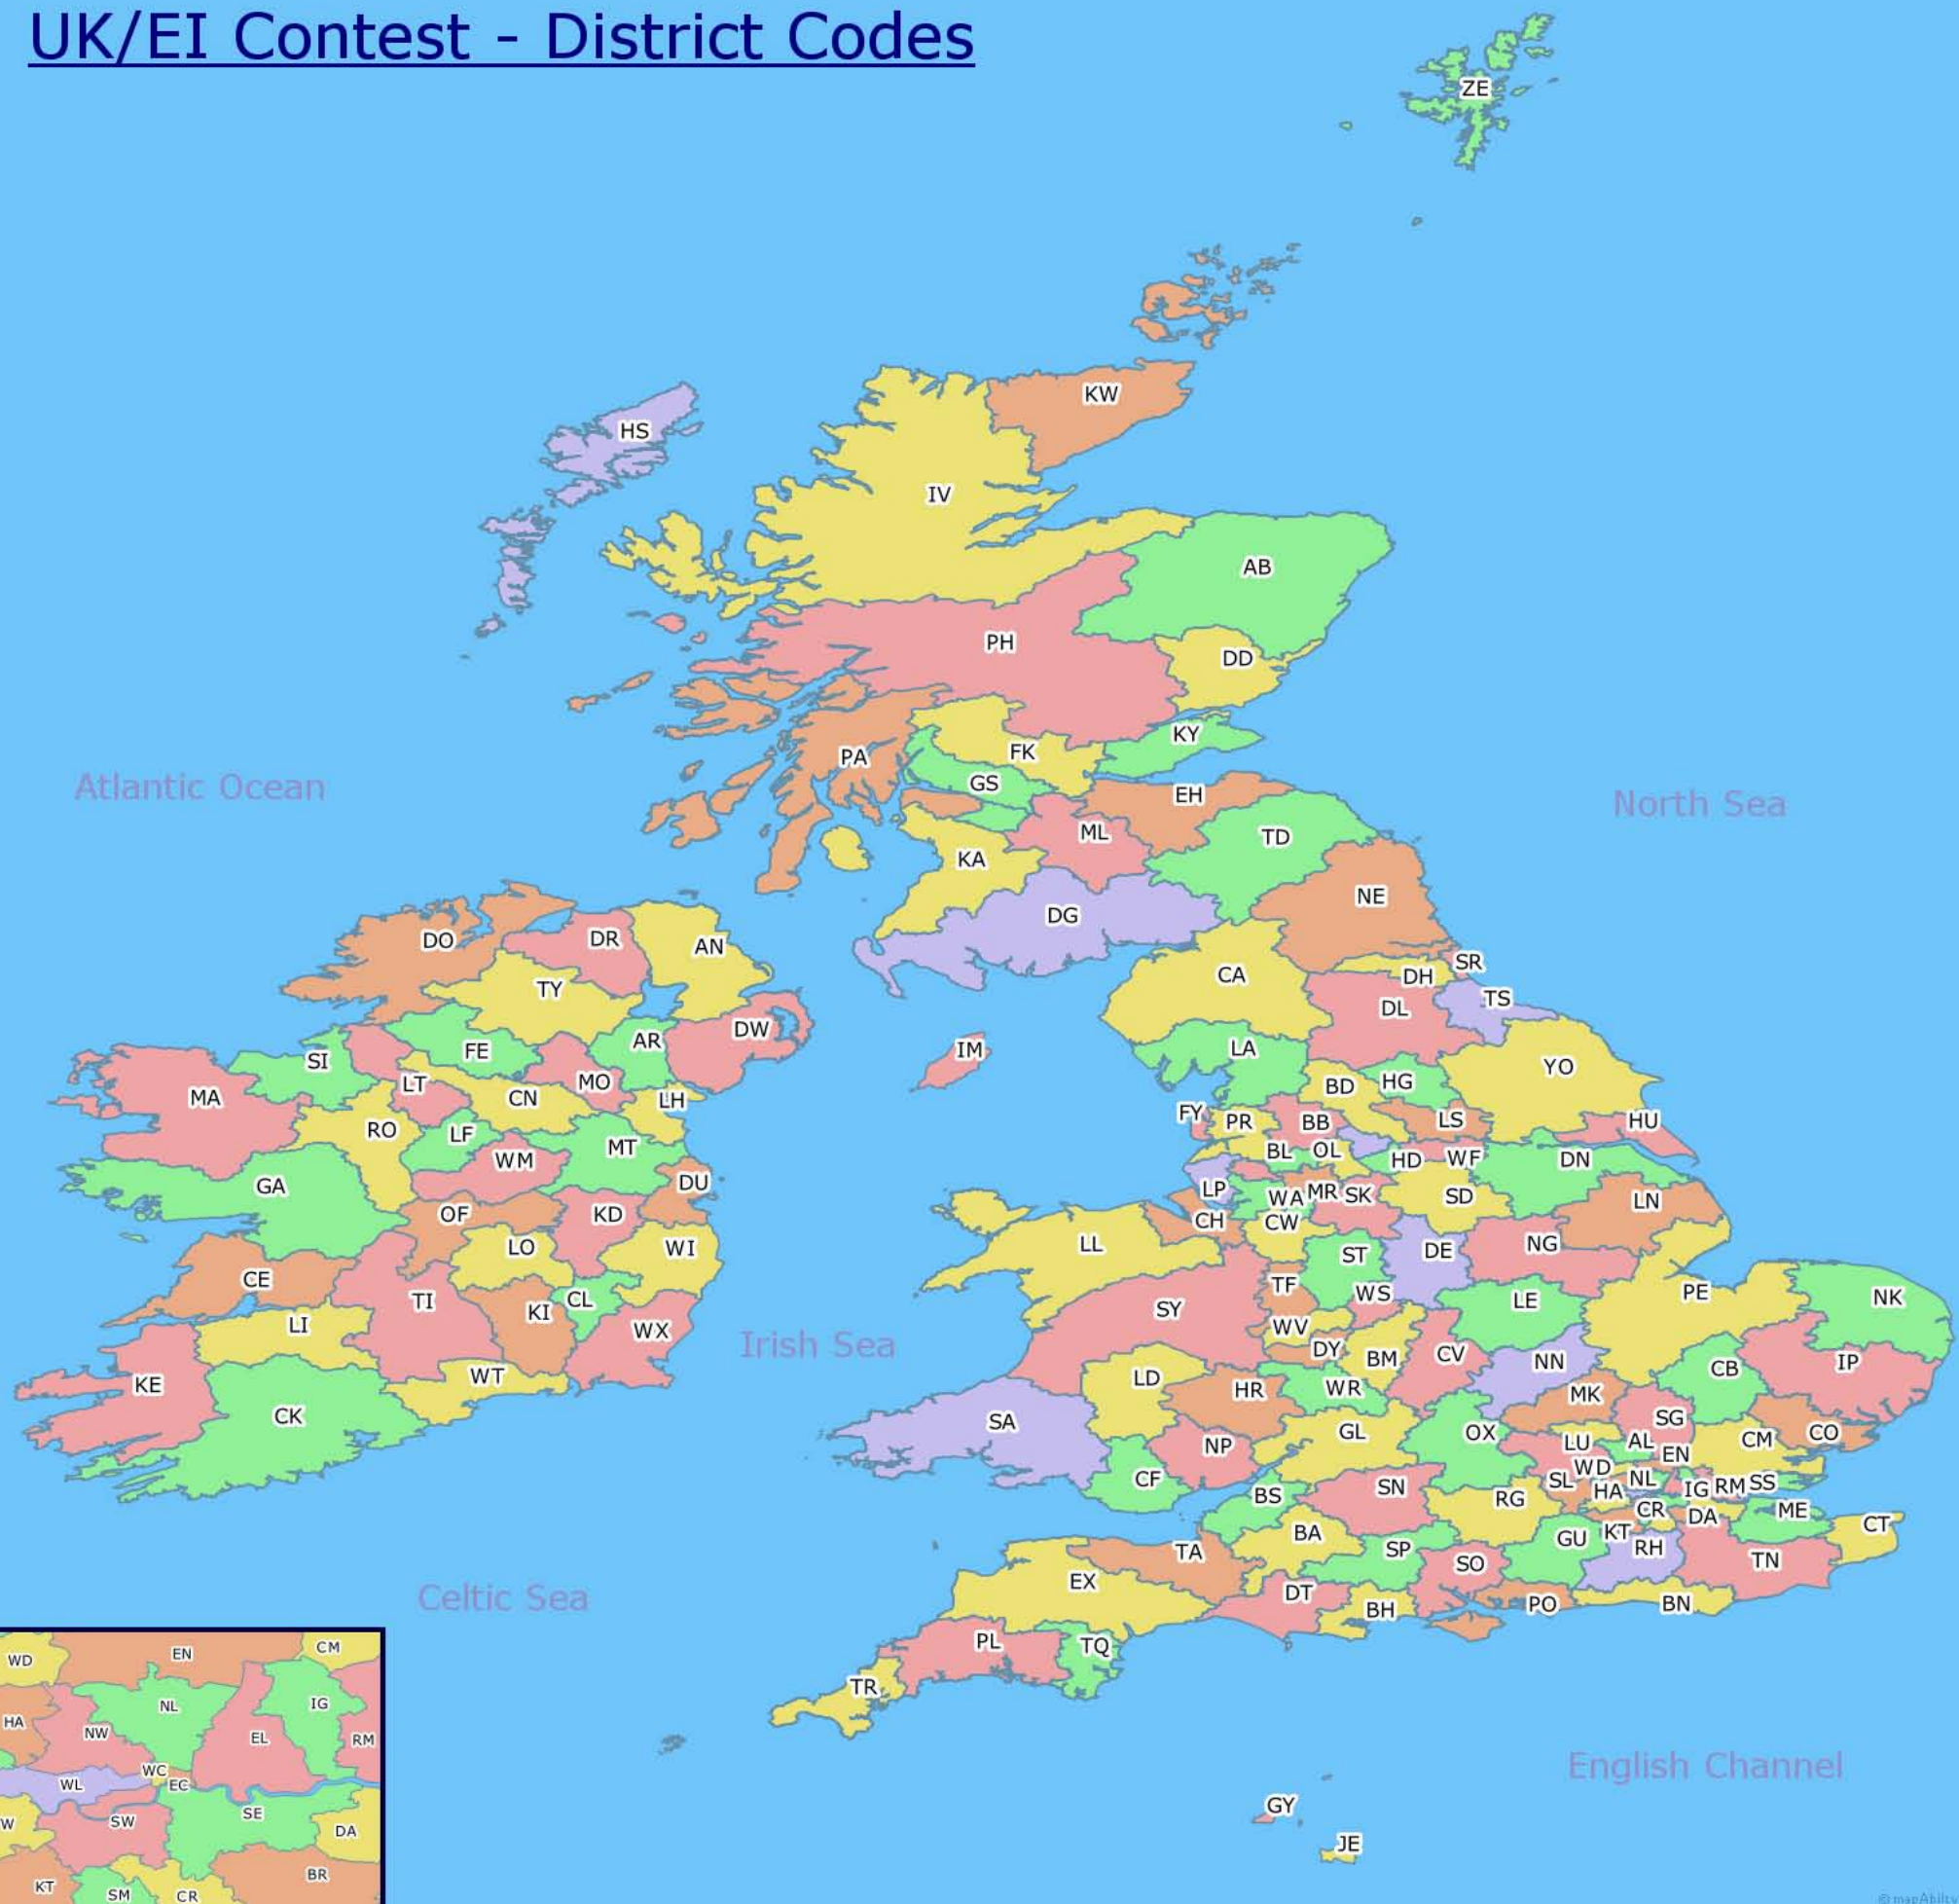 UK/EI Contest - District Codes
ZE
KW
HS
IV
AB
PH
DD
KY
FK
PA
GS
Atlantic Ocean
EH
North Sea
ML
TD
KA
NE
DG
DO
DR
AN
SR
CA
DH
TY
TS
DL
DW
AR
IM
LA
FE
SI
YO
MO
LT
BD
HG
MA
CN
LH
FY
PR
BB
LS
HU
RO
LF
MT
BL
OL
WM
HD
WF
DN
DU
GA
LP
WA
MR
SK
SD
LN
OF
KD
CH
CW
LO
WI
LL
ST
DE
NG
CE
TF
WS
PE
TI
KI
CL
SY
LE
NK
LI
WX
WV
Irish Sea
DY
BM
CV
NN
CB
IP
WT
KE
LD
HR
WR
MK
CK
SA
SG
GL
OX
CO
NP
LU
AL
CM
EN
CF
WD
BS
SN
SL
NL
IG
RM
SS
RG
HA
CR
DA
ME
BA
KT
CT
GU
TA
SP
RH
SO
TN
EX
Celtic Sea
DT
BH
PO
BN
PL
TQ
TR
English Channel
GY
JE
WD
EN
CM
NL
IG
HA
NW
EL
RM
WC
WL
EC
SE
W
SW
DA
BR
KT
SM
CR
© mapAbility